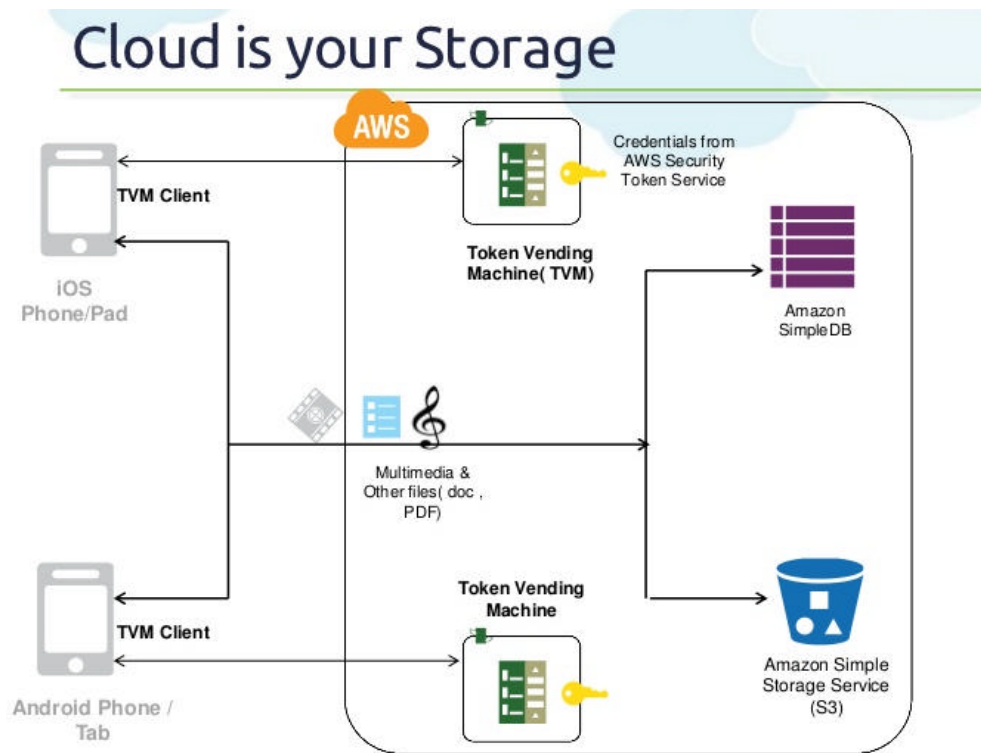 Cloud is your Storage
AWS
Credentials from
AWS Security
Token Service
TVM Client
Token Vending
Machine( TVM)
iOS
Phone/Pad
Amazon
SimpleDB
Multimedia &
Other files( doc ,
PDF)
Token Vending
Machine
TVM Client
Android Phone /
Tab
Amazon Simple
Storage Service
(S3)